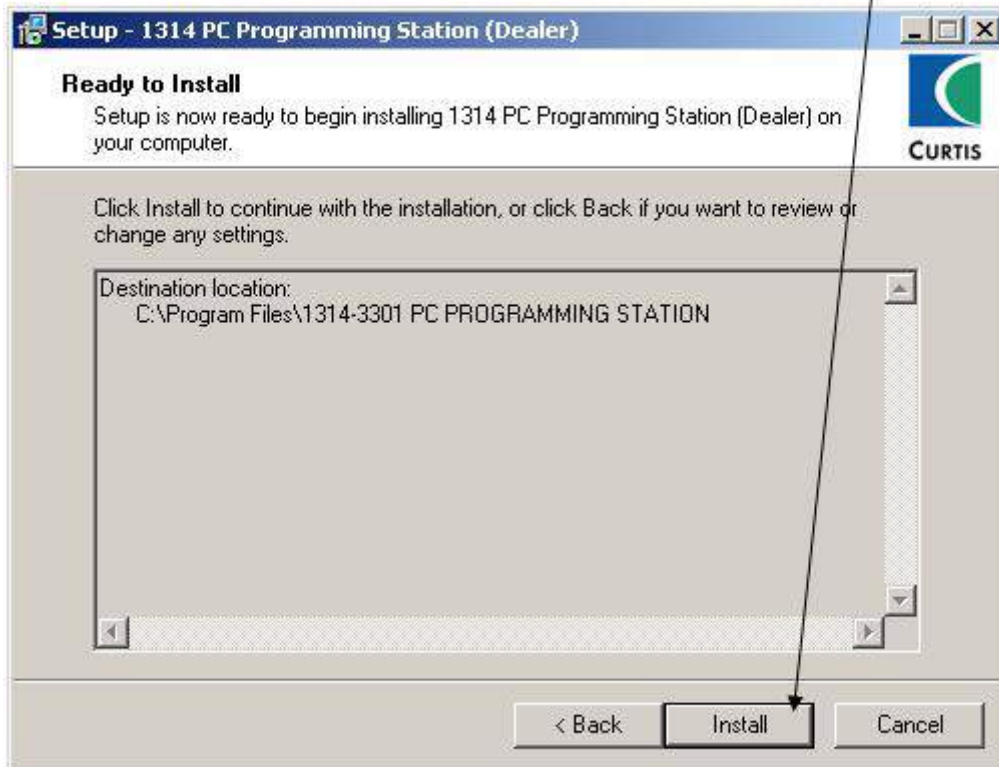 Setup - 1314 PC Programming Station (Dealer)
Ready to Install
Setup is now ready to begin installing 1314 PC Programming Station (Dealer) on
your computer.
CURTIS
Click Install to continue with the installation, or click Back if you want to review or
change any settings.
Destination location:
C:\Program Files\1314-3301 PC PROGRAMMING STATION
< Back
Install
Cancel